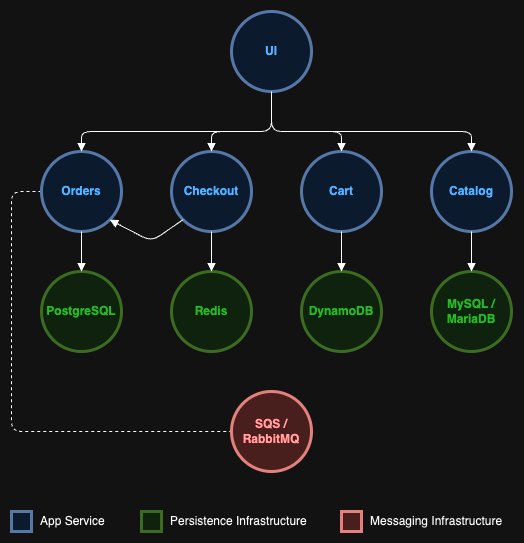 UI
Orders
Checkout
Cart
Catalog
PostgreSQL
Redis
DynamoDB
MySQL /
MariaDB
SQS /
RabbitMQ
App Service
Persistence Infrastructure
Messaging Infrastructure